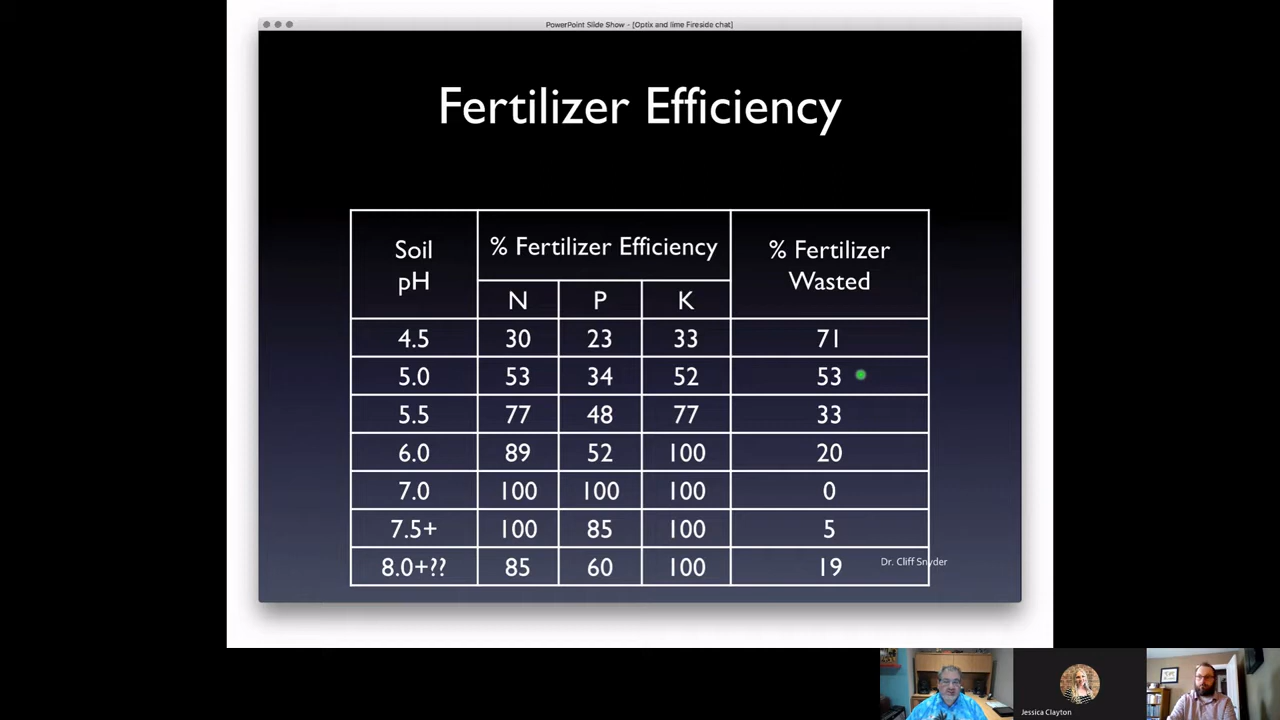 PowerPoint Slide Show - [Optix and lime Fireside chat]
Fertilizer Efficiency
Soil pH % Fertilizer Efficiency % Fertilizer Wasted
N P K
4.5 30 23 33 71
5.0 53 34 52 53
5.5 77 48 77 33
6.0 89 52 100 20
7.0 100 100 100 0
7.5+ 100 85 100 5
8.0+?? 85 60 100 19
Dr. Cliff Snyder
Jessica Clayton